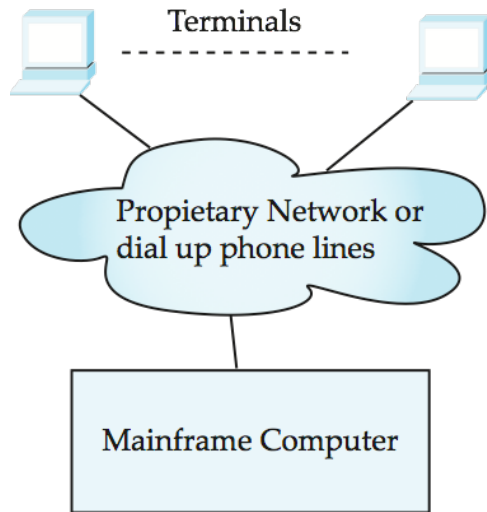 Terminals
Propietary Network or
dial up phone lines
Mainframe Computer